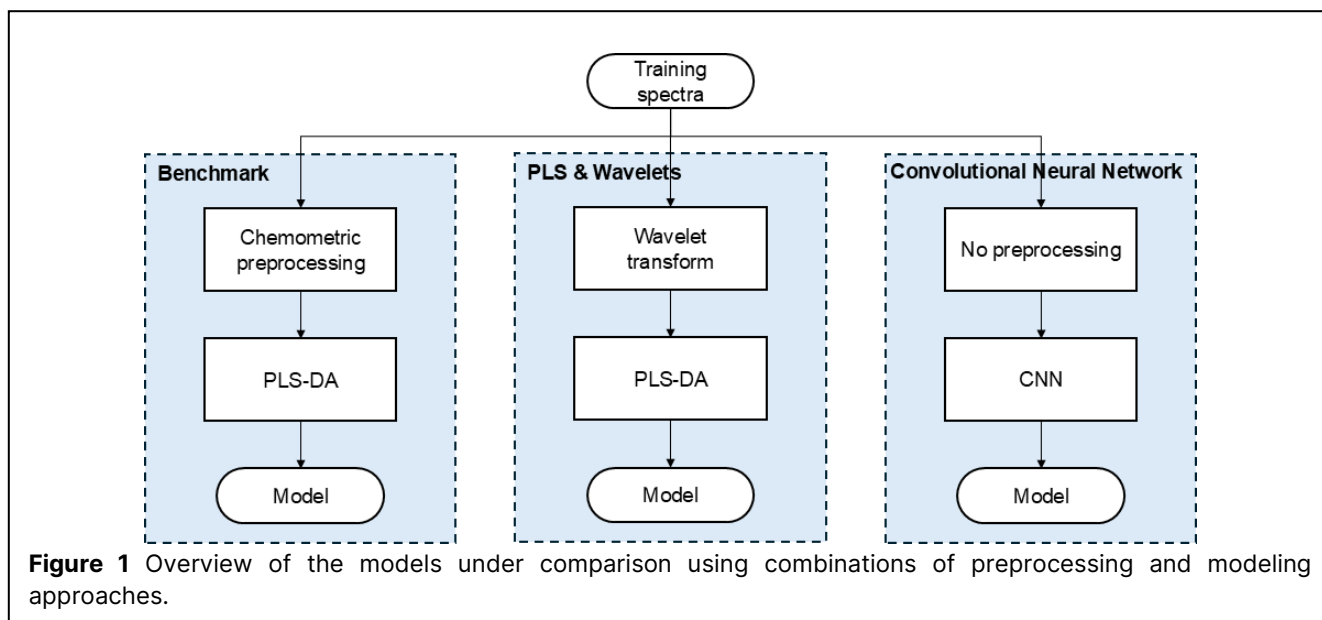 Training
spectra
Benchmark
Chemometric
preprocessing
PLS-DA
Model
PLS & Wavelets
Wavelet
transform
PLS-DA
Model
Convolutional Neural Network
No preprocessing
CNN
Model
Figure 1 Overview of the models under comparison using combinations of preprocessing and modeling
approaches.